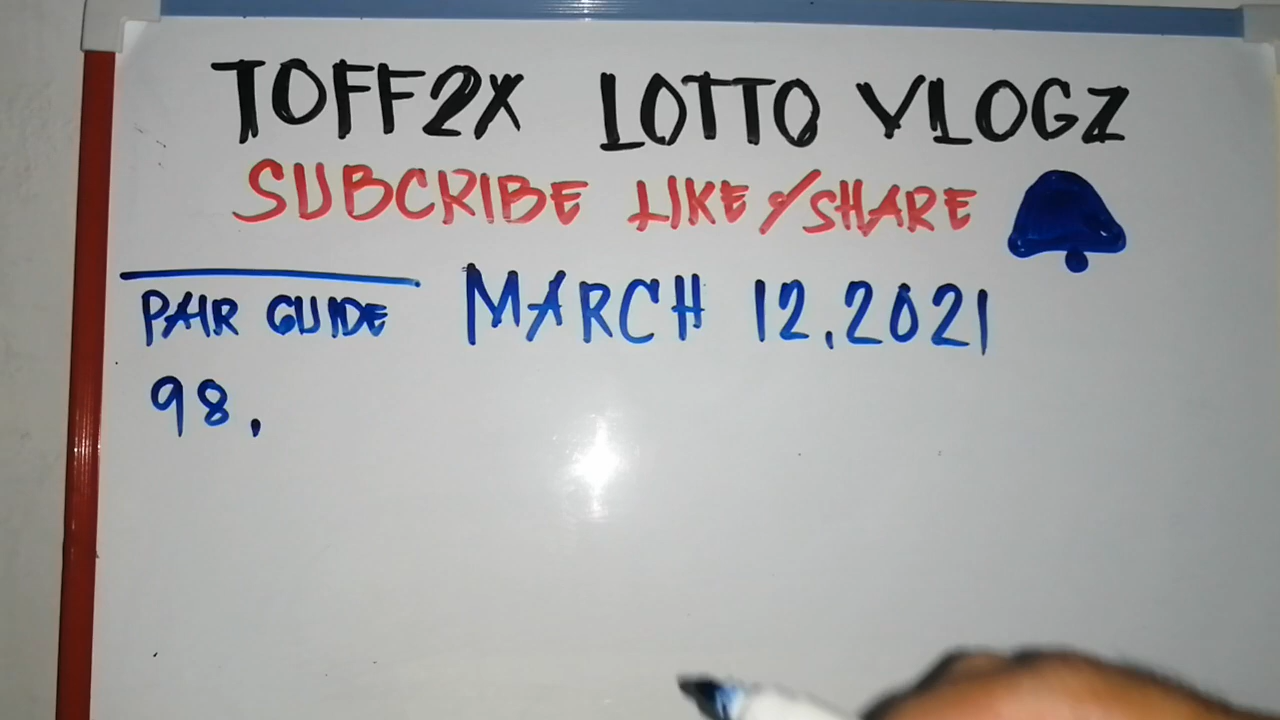 TOFF2X LOTTO VLOGZ
SUBCRIBE LIKE & SHARE
PAIR GUIDE MARCH 12, 2021
98,